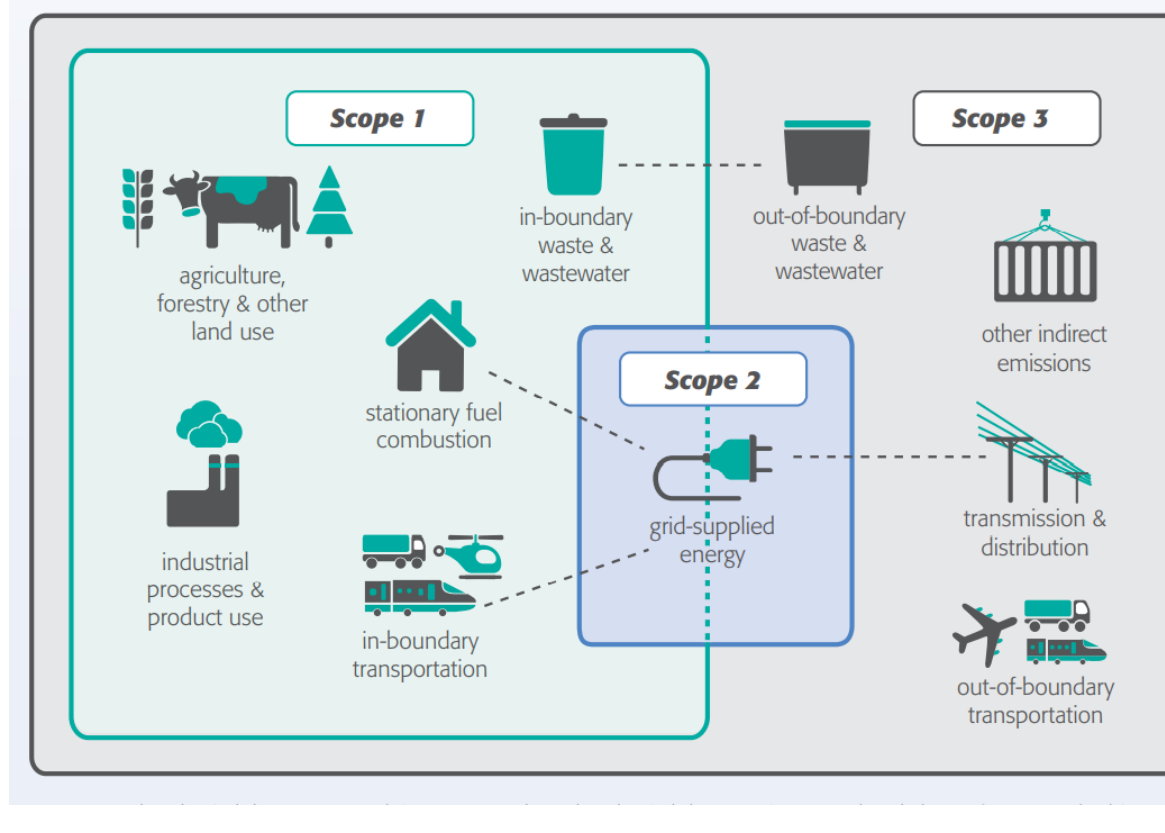 Scope 1
Scope 3
in-boundary
waste &
wastewater
out-of-boundary
waste &
wastewater
agriculture,
forestry & other
land use
other indirect
emissions
Scope 2
stationary fuel
combustion
grid-supplied
energy
transmission &
distribution
industrial
processes &
product use
in-boundary
transportation
out-of-boundary
transportation